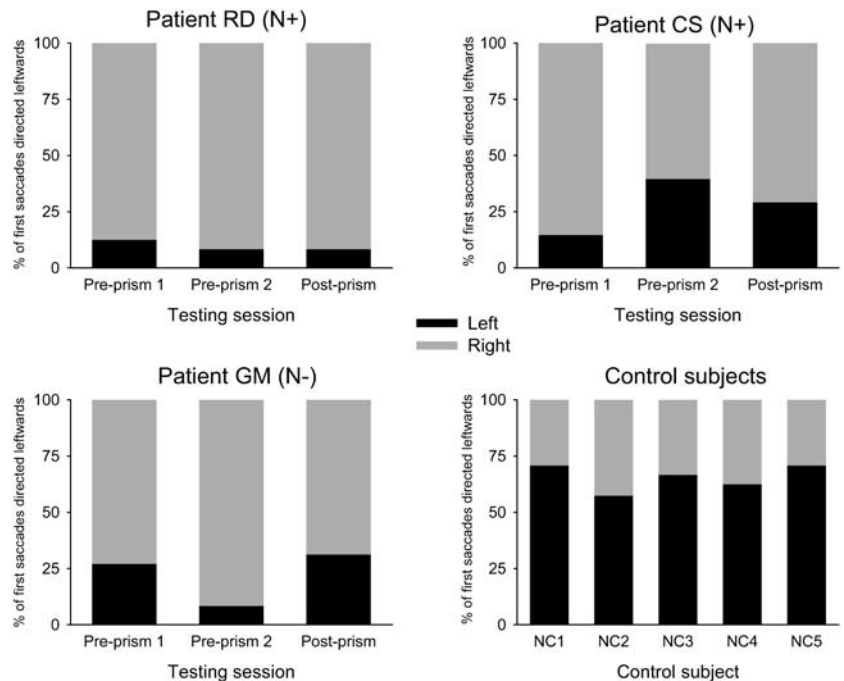 Patient RD (N+)
% of first saccades directed leftwards
100
75
50
25
0
Pre-prism 1 Pre-prism 2 Post-prism
Testing session
Patient CS (N+)
% of first saccades directed leftwards
100
75
50
25
0
Pre-prism 1 Pre-prism 2 Post-prism
Testing session
Left
Right
Patient GM (N-)
% of first saccades directed leftwards
100
75
50
25
0
Pre-prism 1 Pre-prism 2 Post-prism
Testing session
Control subjects
% of first saccades directed leftwards
100
75
50
25
0
NC1 NC2 NC3 NC4 NC5
Control subject